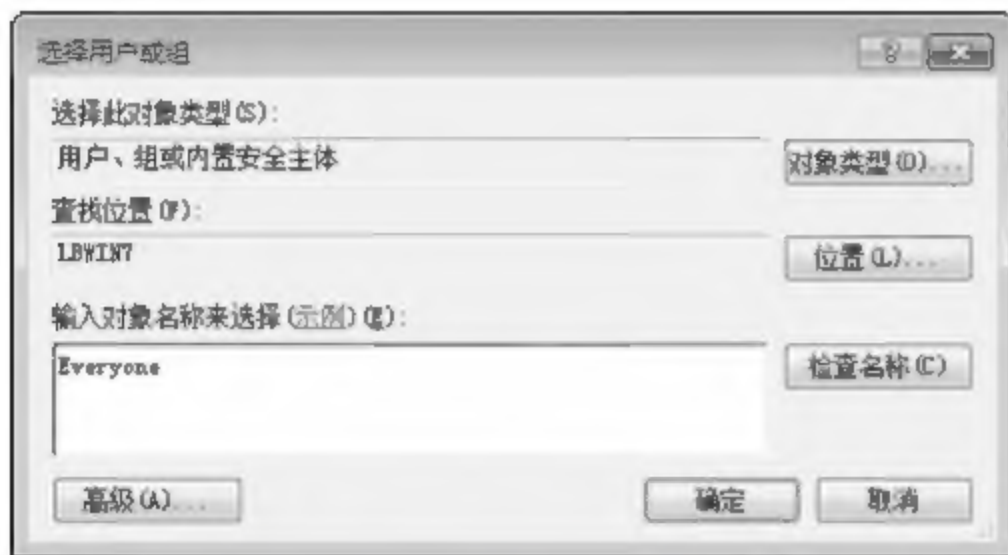 选择用户或组
选择此对象类型(S):
用户、组或内置安全主体
对象类型(O)...
查找位置(F):
LBWIN7
位置(L)...
输入对象名称来选择(示例)(E):
Everyone
检查名称(C)
高级(A)...
确定
取消